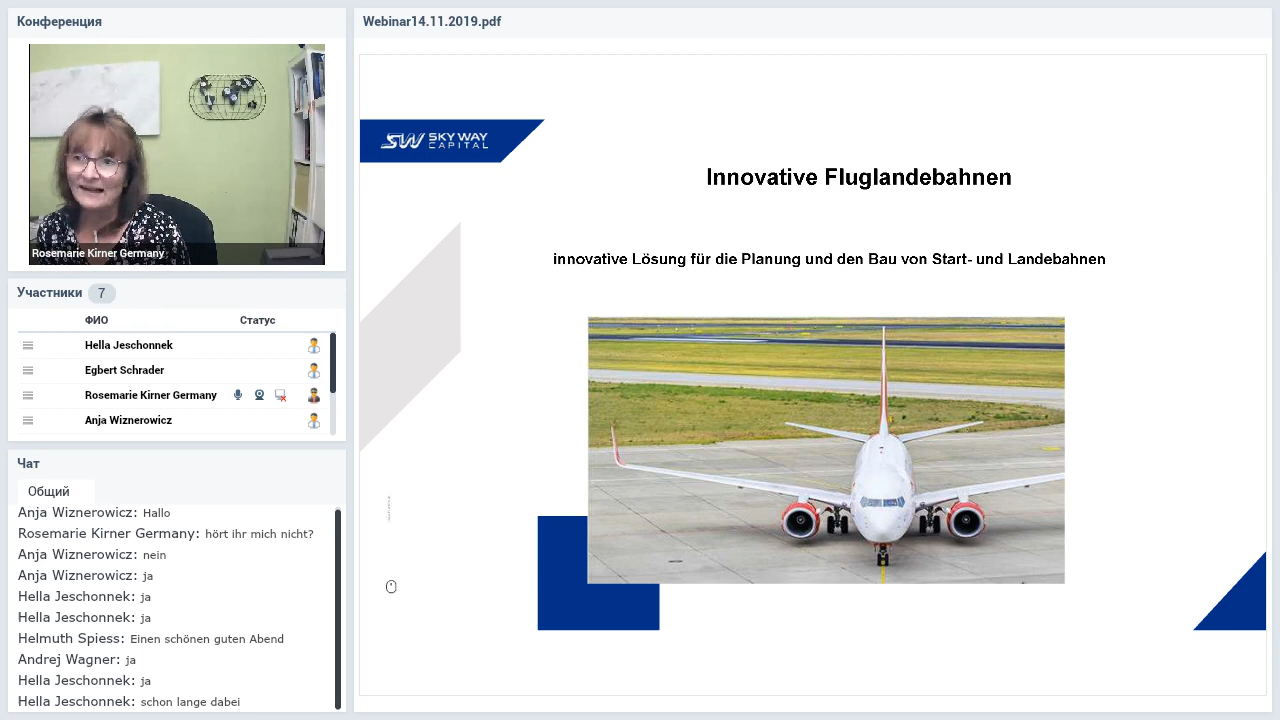 Конференция
Rosemarie Kirner Germany
Участники 7
ФИО Статус
Hella Jeschonnek
Egbert Schrader
Rosemarie Kirner Germany
Anja Wiznerowicz
Чат
Общий
Anja Wiznerowicz: Hallo
Rosemarie Kirner Germany: hört ihr mich nicht?
Anja Wiznerowicz: nein
Anja Wiznerowicz: ja
Hella Jeschonnek: ja
Hella Jeschonnek: ja
Helmuth Spiess: Einen schönen guten Abend
Andrej Wagner: ja
Hella Jeschonnek: ja
Hella Jeschonnek: schon lange dabei
Webinar14.11.2019.pdf
SW SKY WAY
CAPITAL
Innovative Fluglandebahnen
innovative Lösung für die Planung und den Bau von Start- und Landebahnen